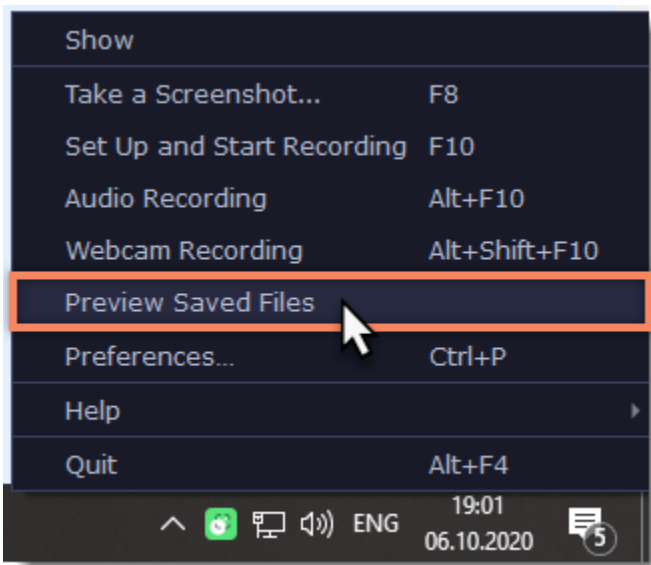 Show
Take a Screenshot... F8
Set Up and Start Recording F10
Audio Recording Alt+F10
Webcam Recording Alt+Shift+F10
Preview Saved Files
Preferences... Ctrl+P
Help
Quit Alt+F4
ENG 19:01 06.10.2020 5